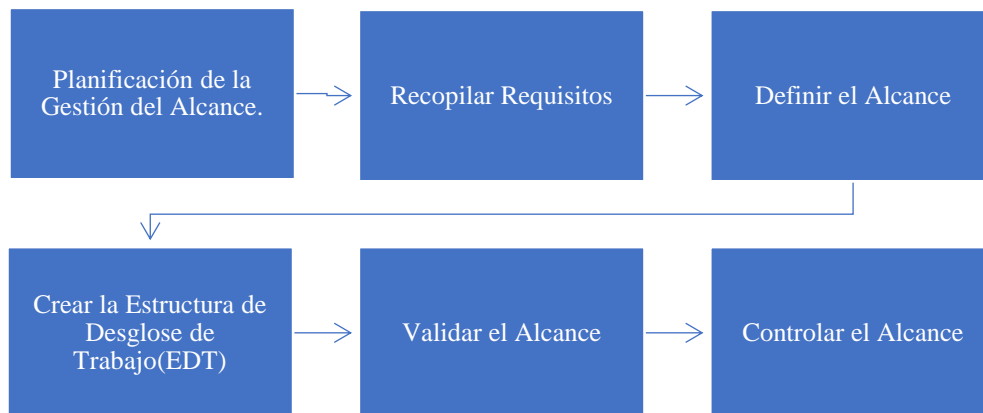 Planificación de la
Gestión del Alcance.
Recopilar Requisitos
Definir el Alcance
Crear la Estructura de
Desglose de
Trabajo(EDT)
Validar el Alcance
Controlar el Alcance